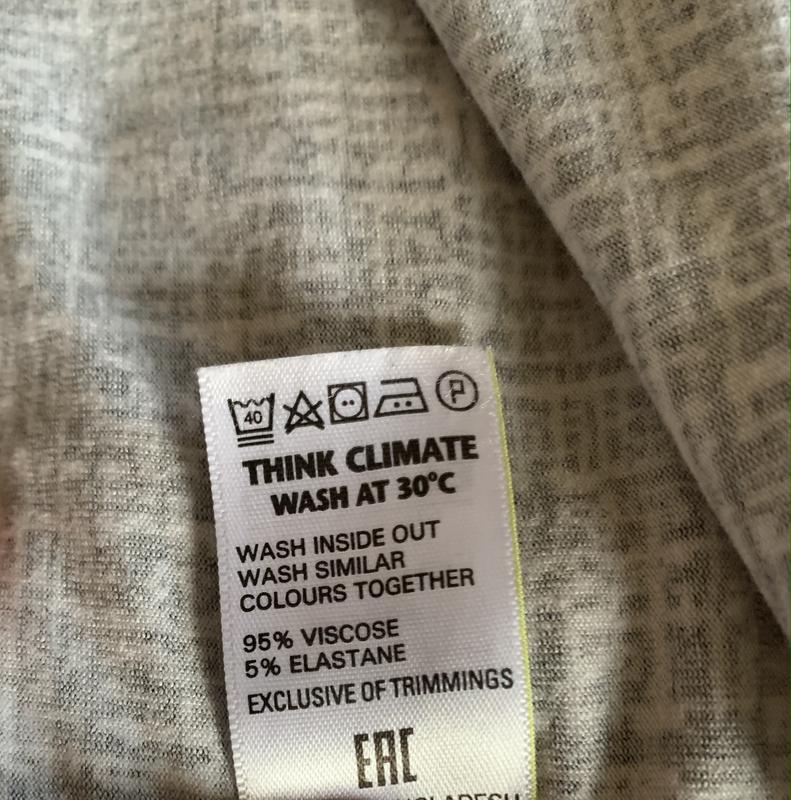 40
P
THINK CLIMATE
WASH AT 30°C
WASH INSIDE OUT
WASH SIMILAR
COLOURS TOGETHER
95% VISCOSE
5% ELASTANE
EXCLUSIVE OF TRIMMINGS
EAC